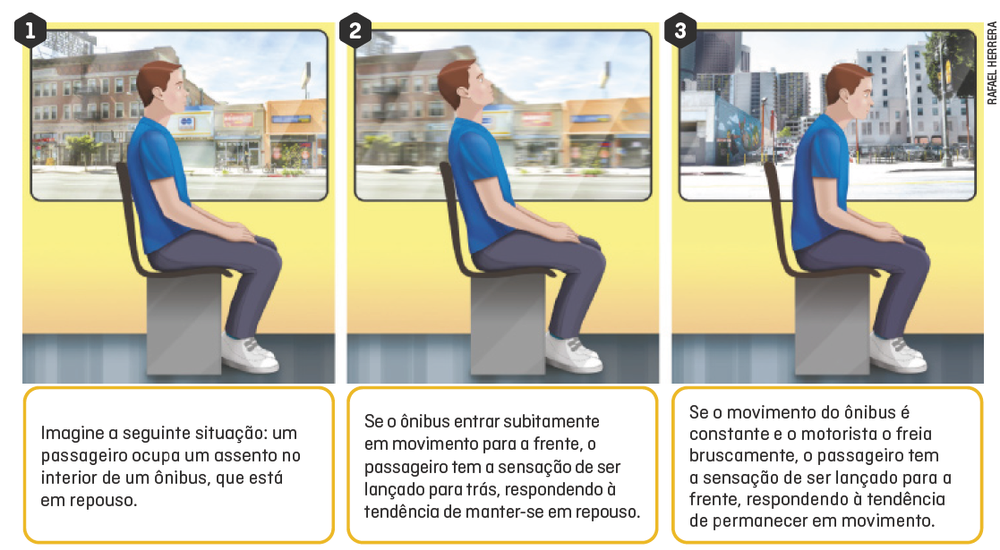 1
2
3
RAFAEL HERRERA
Imagine a seguinte situação: um
passageiro ocupa um assento no
interior de um ônibus, que está
em repouso.
Se o ônibus entrar subitamente
em movimento para a frente, o
passageiro tem a sensação de ser
lançado para trás, respondendo à
tendência de manter-se em repouso.
Se o movimento do ônibus é
constante e o motorista o freia
bruscamente, o passageiro tem
a sensação de ser lançado para a
frente, respondendo à tendência
de permanecer em movimento.